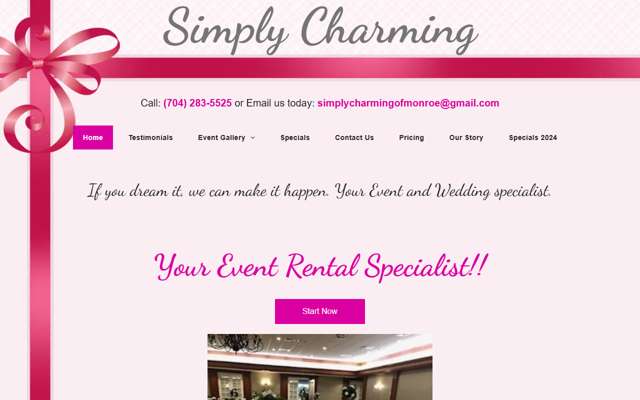 Simply Charming
Call: (704) 283-5525 or Email us today: simplycharmingofmonroe@gmail.com
Home Testimonials Event Gallery Specials Contact Us Pricing Our Story Specials 2024
If you dream it, we can make it happen. Your Event and Wedding specialist.
Your Event Rental Specialist!!
Start Now